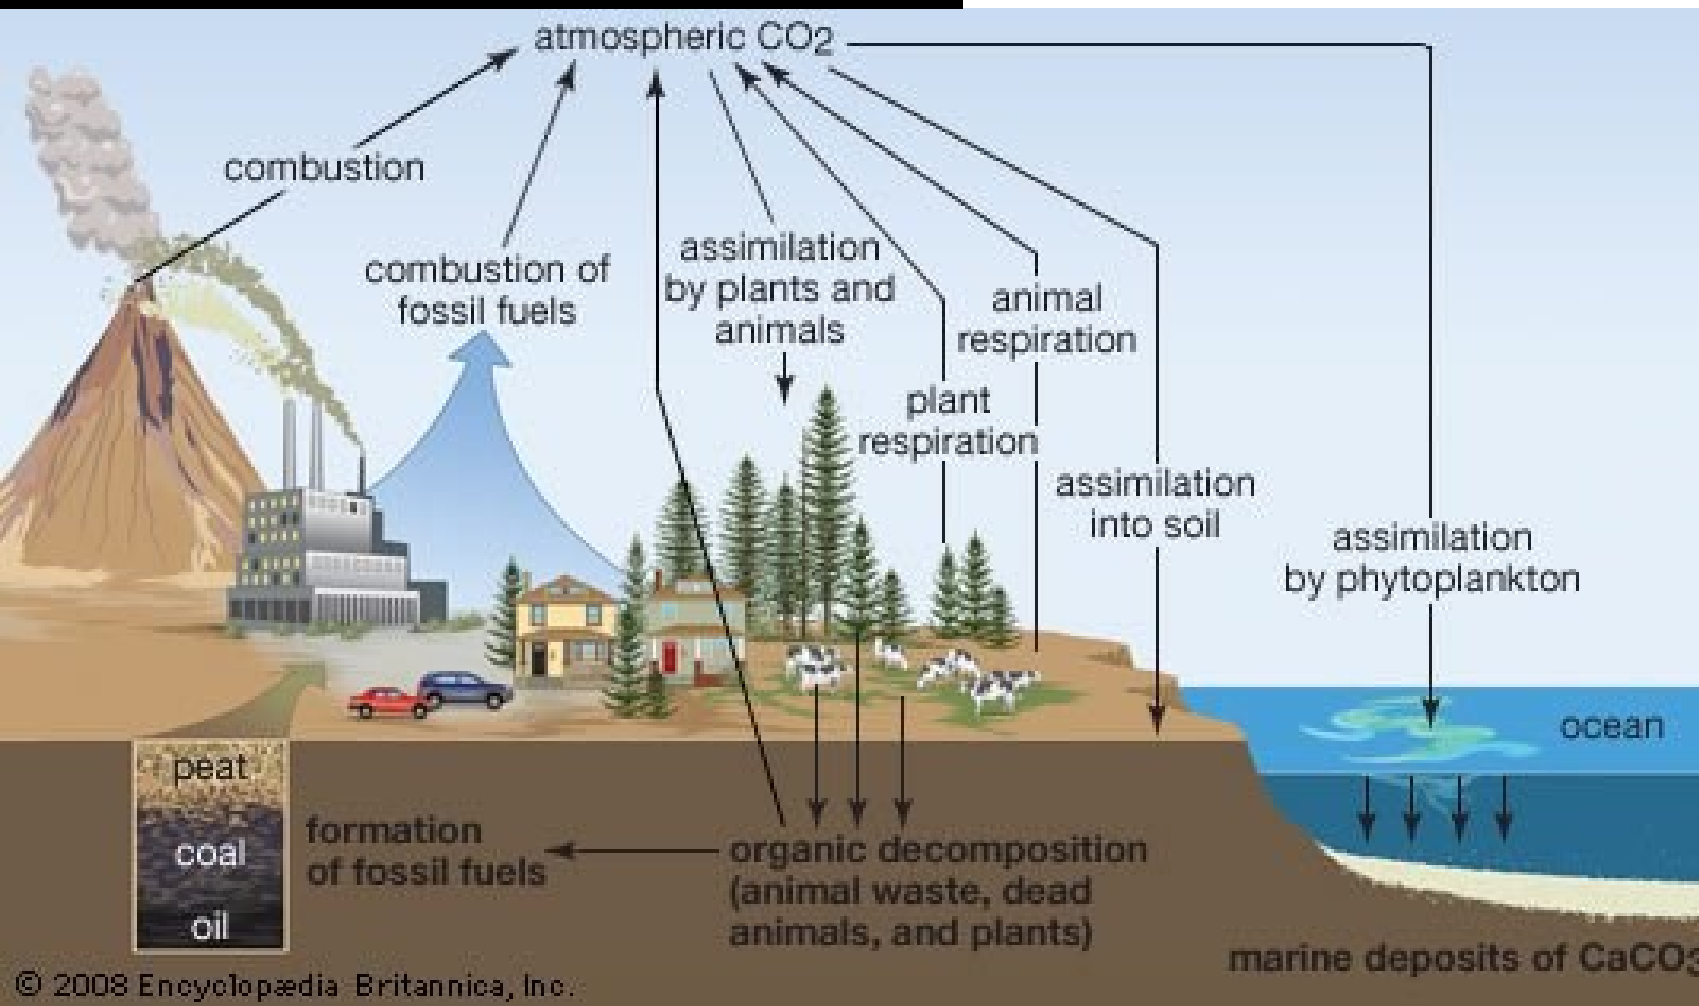 atmospheric CO2
combustion
combustion of
fossil fuels
assimilation
by plants and
animals
animal
respiration
plant
respiration
assimilation
into soil
assimilation
by phytoplankton
ocean
peat
coal
oil
formation
of fossil fuels
organic decomposition
(animal waste, dead
animals, and plants)
marine deposits of CaCO3
© 2008 Encyclopædia Britannica, Inc.